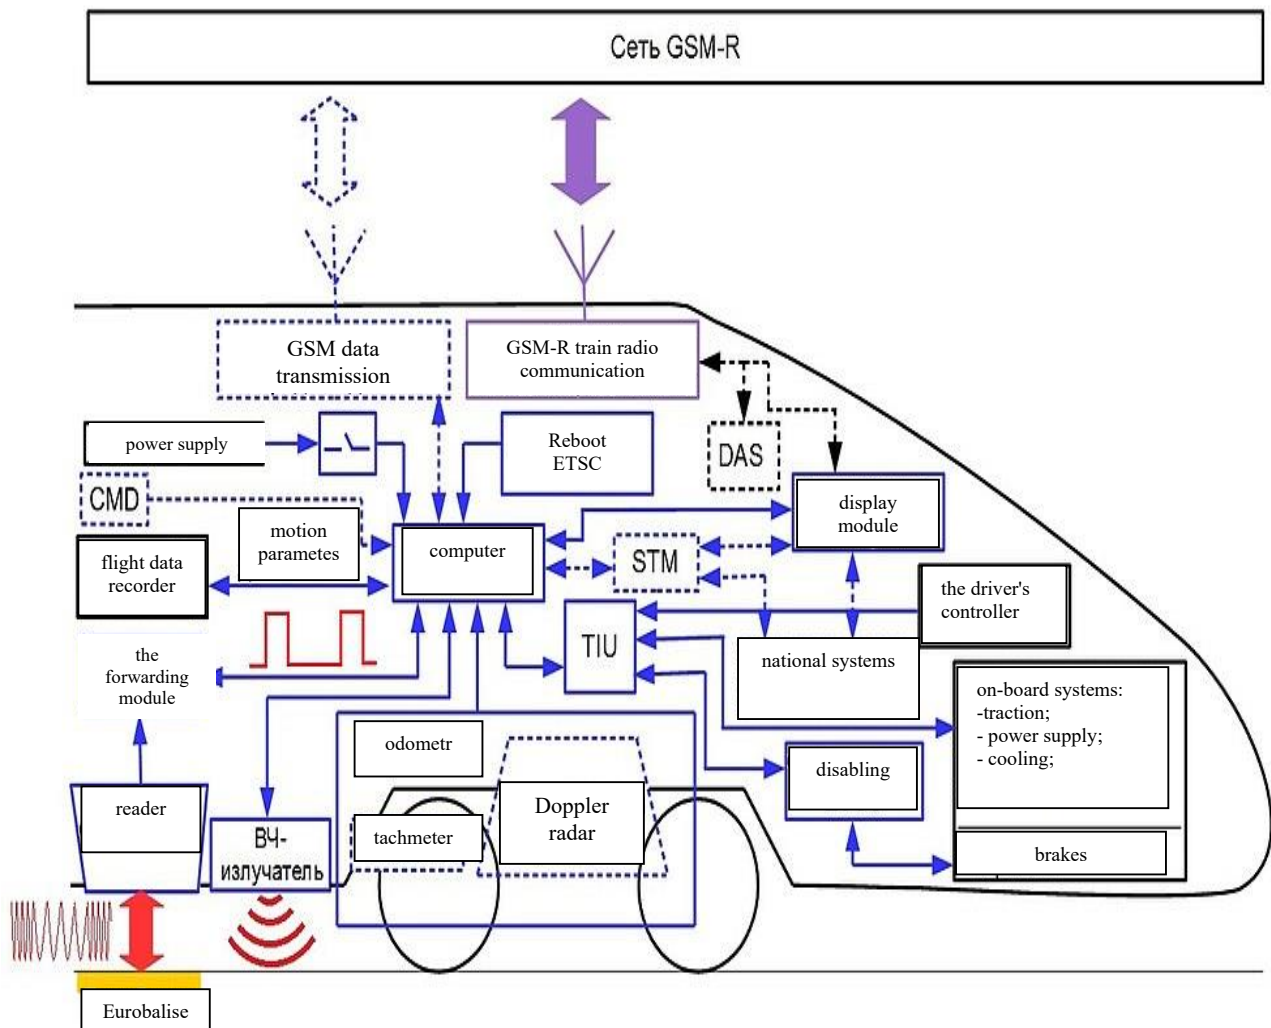 Сеть GSM-R
GSM data
transmission
GSM-R train radio
communication
power supply
Reboot
ETSC
DAS
CMD
display
module
motion
parametes
computer
STM
flight data
recorder
the driver's
controller
TIU
the
forwarding
module
national systems
on-board systems:
-traction;
- power supply;
- cooling;
odometr
disabling
reader
Doppler
radar
tachmeter
ВЧ-
излучатель
brakes
Eurobalise